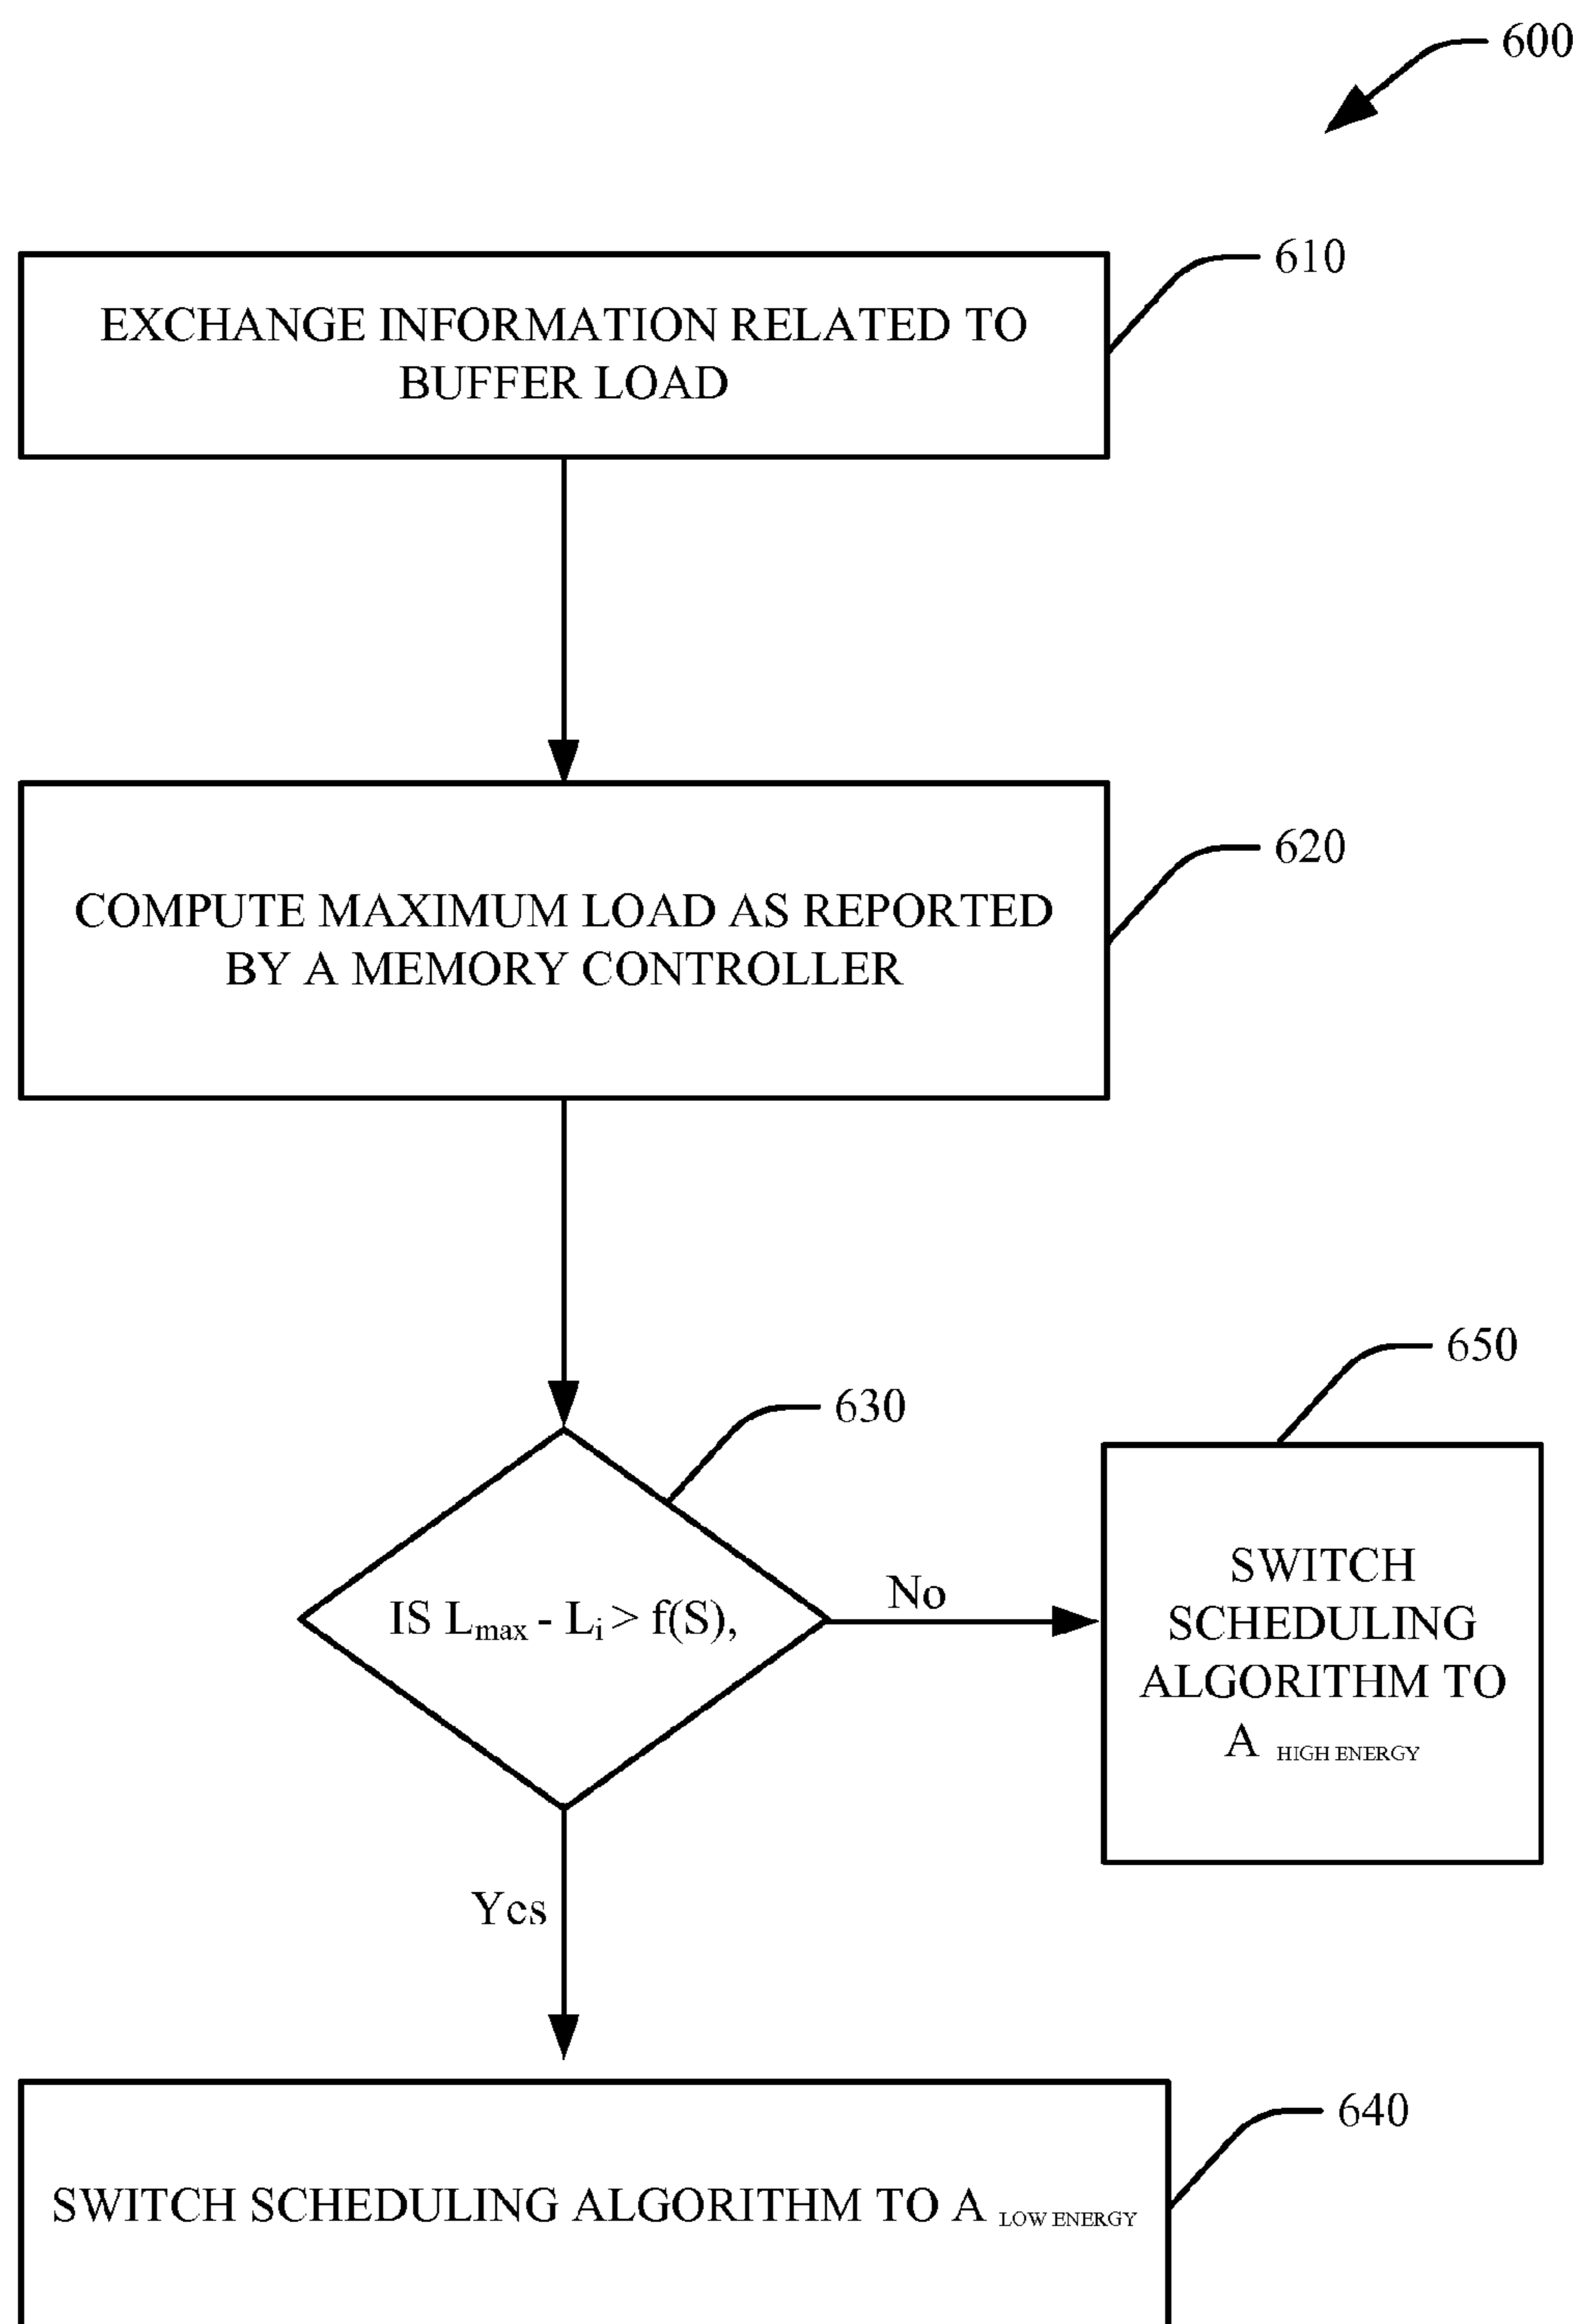 600
610
EXCHANGE INFORMATION RELATED TO
BUFFER LOAD
620
COMPUTE MAXIMUM LOAD AS REPORTED
BY A MEMORY CONTROLLER
630
IS Lmax - Li > f(S),
No
650
SWITCH
SCHEDULING
ALGORITHM TO
A HIGH ENERGY
Yes
640
SWITCH SCHEDULING ALGORITHM TO A LOW ENERGY